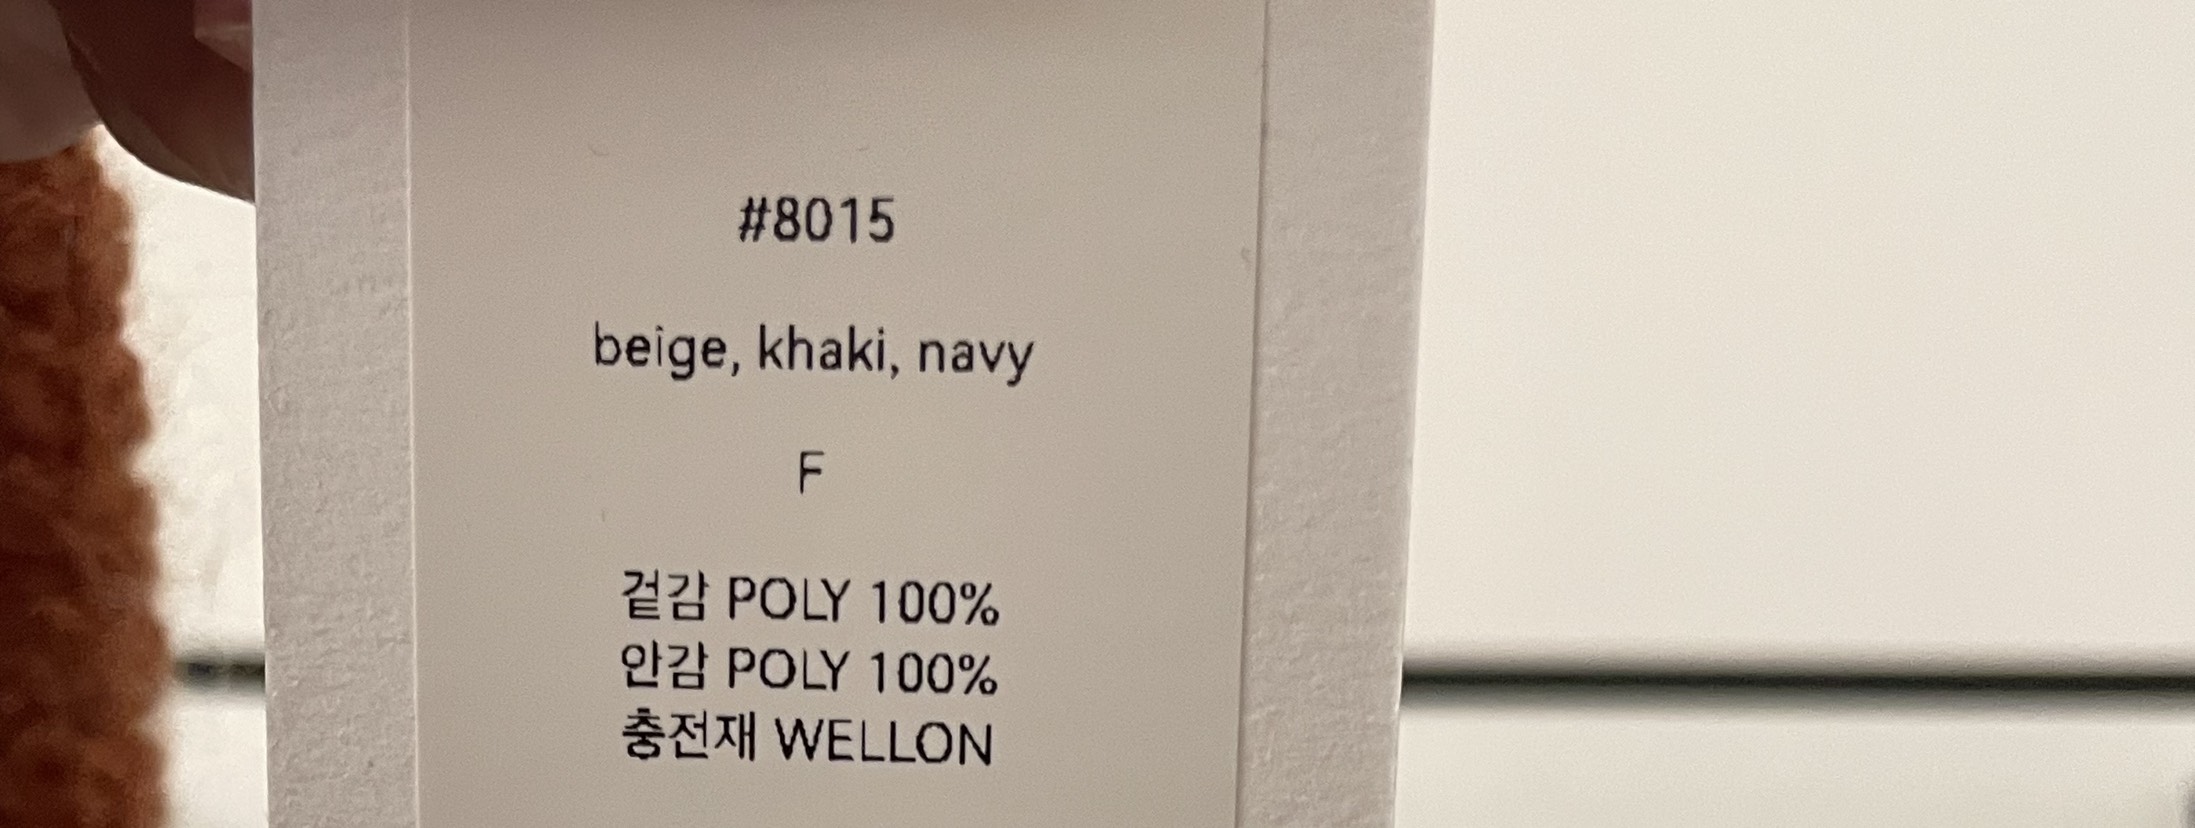 #8015
beige, khaki, navy
F
겉감 POLY 100%
안감 POLY 100%
충전재 WELLON